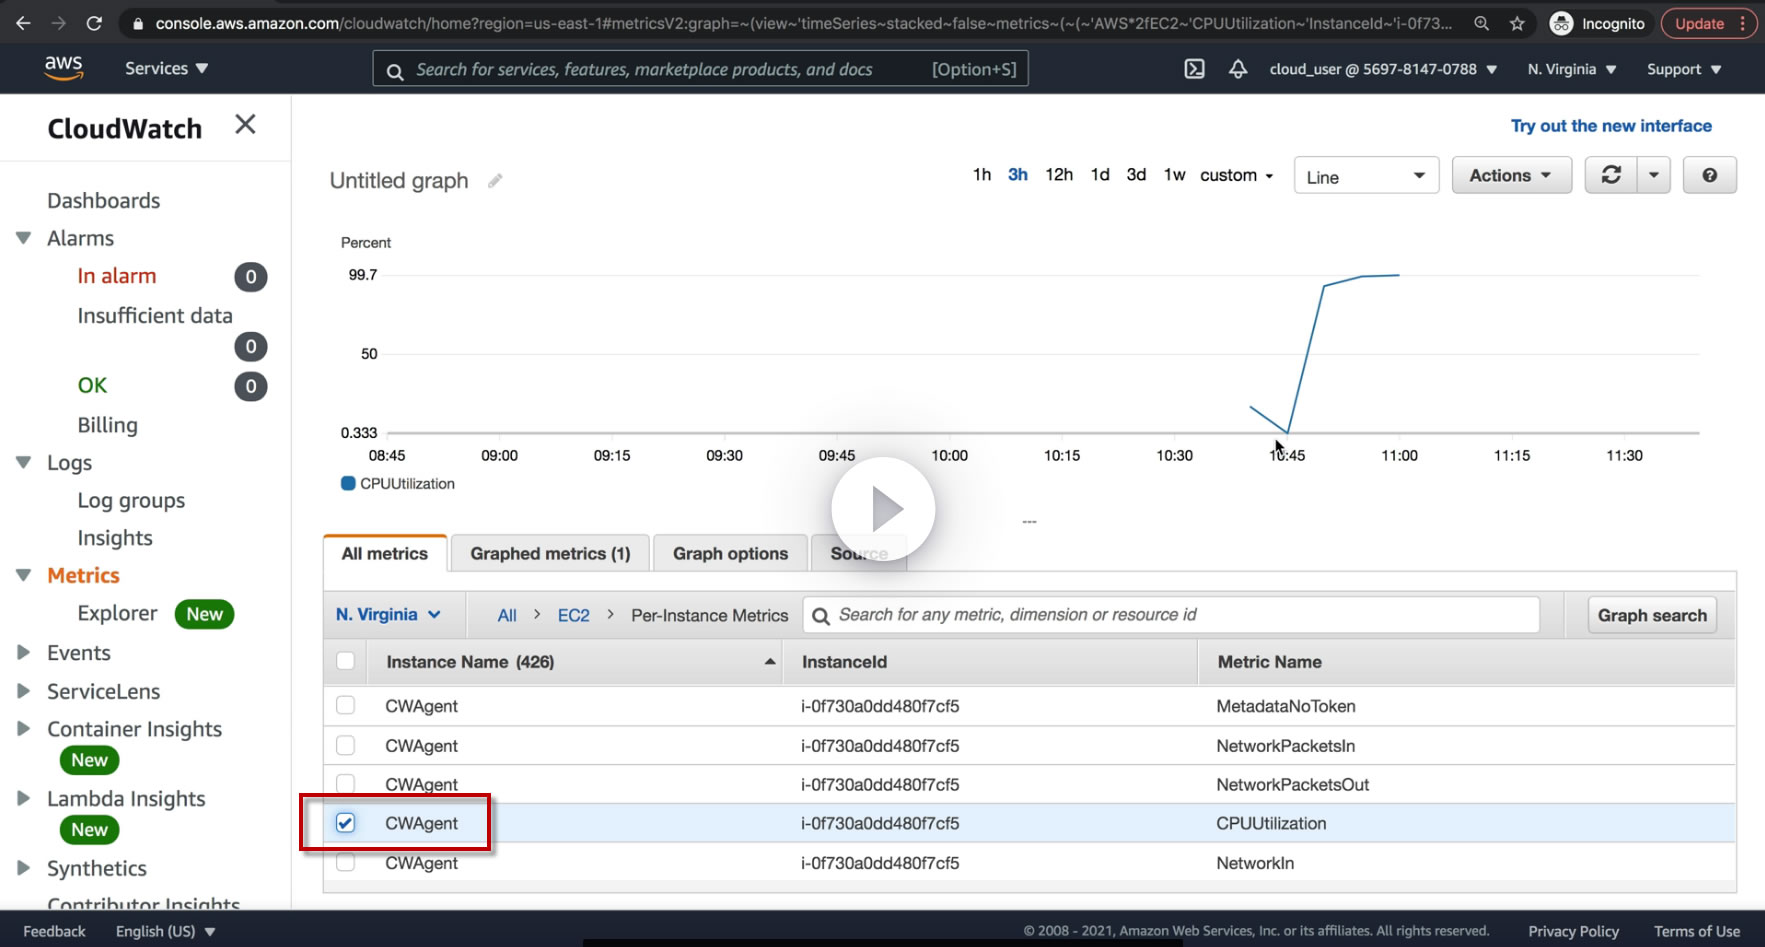 console.aws.amazon.com/cloudwatch/home?region=us-east-1#metricsV2:graph=~(view~'timeSeries~stacked~false~metrics~(~(~'AWS*2fEC2~'CPUUtilization~'InstanceId~'i-0f73...
Incognito
Update
aws
Services
Search for services, features, marketplace products, and docs [Option+S]
cloud_user @ 5697-8147-0788
N. Virginia
Support
CloudWatch
Dashboards
Alarms
In alarm 0
Insufficient data
0
OK 0
Billing
Logs
Log groups
Insights
Metrics
Explorer New
Events
ServiceLens
Container Insights
New
Lambda Insights
New
Synthetics
Contributor Insights
Try out the new interface
Untitled graph
1h 3h 12h 1d 3d 1w custom
Line
Actions
?
Percent
99.7
50
0.333
08:45 09:00 09:15 09:30 09:45 10:00 10:15 10:30 10:45 11:00 11:15 11:30
CPUUtilization
All metrics
Graphed metrics (1)
Graph options
Source
N. Virginia
All > EC2 > Per-Instance Metrics
Search for any metric, dimension or resource id
Graph search
Instance Name (426) InstanceId Metric Name
CWAgent i-0f730a0dd480f7cf5 MetadataNoToken
CWAgent i-0f730a0dd480f7cf5 NetworkPacketsIn
CWAgent i-0f730a0dd480f7cf5 NetworkPacketsOut
CWAgent i-0f730a0dd480f7cf5 CPUUtilization
CWAgent i-0f730a0dd480f7cf5 NetworkIn
Feedback
English (US)
© 2008 - 2021, Amazon Web Services, Inc. or its affiliates. All rights reserved.
Privacy Policy
Terms of Use